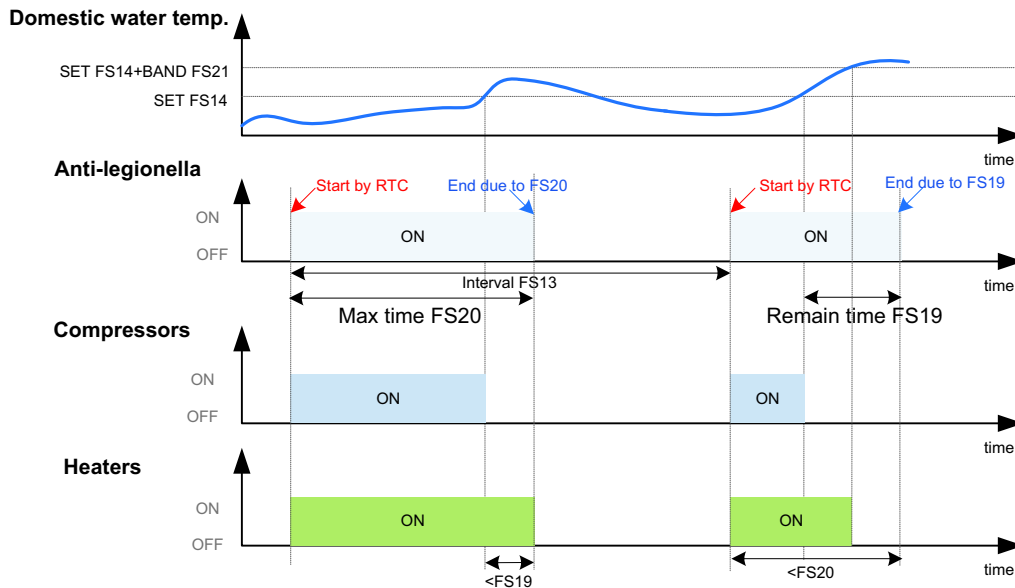 Domestic water temp.
SET FS14+BAND FS21
SET FS14
time
Anti-legionella
Start by RTC
End due to FS20
Start by RTC
End due to FS19
ON
ON
ON
OFF
Interval FS13
time
Max time FS20
Remain time FS19
Compressors
ON
ON
ON
OFF
time
Heaters
ON
ON
ON
OFF
<FS19
<FS20
time